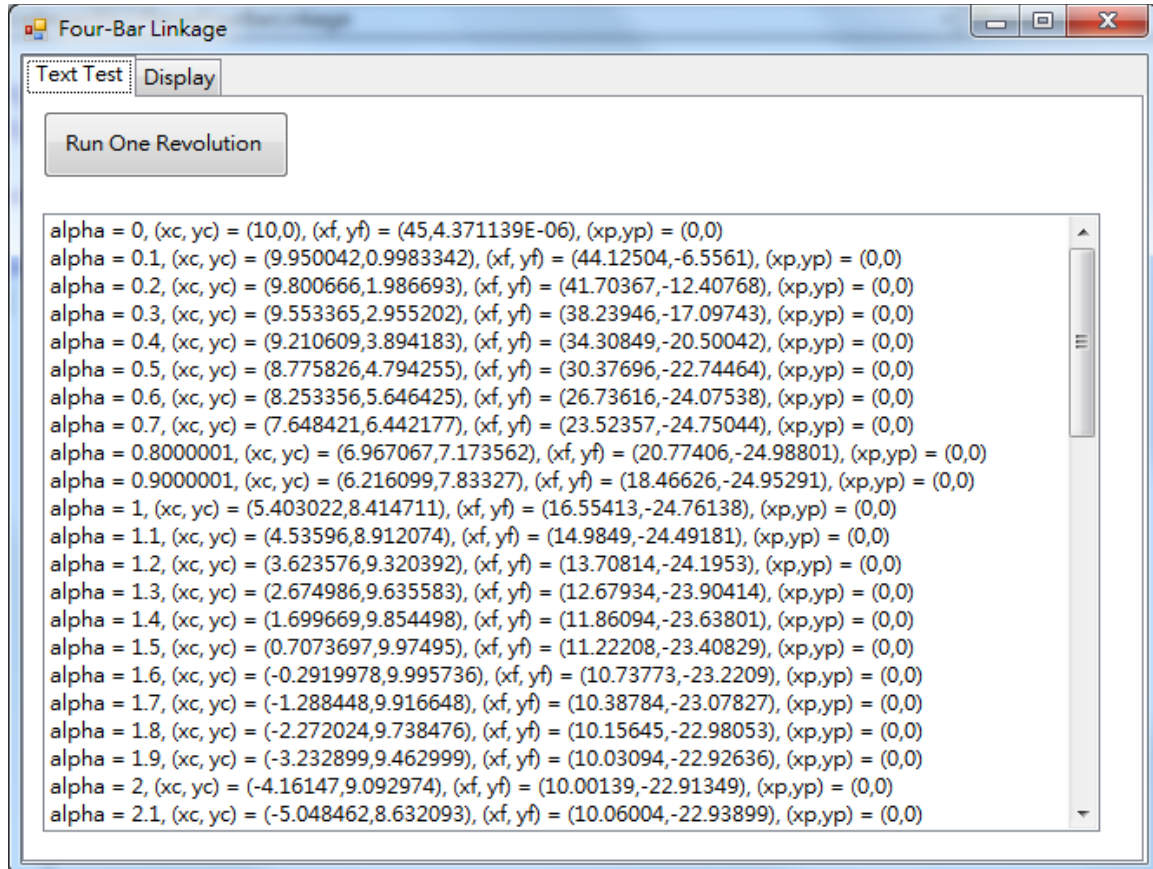 Four-Bar Linkage
Text Test
Display
Run One Revolution
alpha = 0, (xc, yc) = (10,0), (xf, yf) = (45,4.371139E-06), (xp,yp) = (0,0)
alpha = 0.1, (xc, yc) = (9.950042,0.9983342), (xf, yf) = (44.12504,-6.5561), (xp,yp) = (0,0)
alpha = 0.2, (xc, yc) = (9.800666,1.986693), (xf, yf) = (41.70367,-12.40768), (xp,yp) = (0,0)
alpha = 0.3, (xc, yc) = (9.553365,2.955202), (xf, yf) = (38.23946,-17.09743), (xp,yp) = (0,0)
alpha = 0.4, (xc, yc) = (9.210609,3.894183), (xf, yf) = (34.30849,-20.50042), (xp,yp) = (0,0)
alpha = 0.5, (xc, yc) = (8.775826,4.794255), (xf, yf) = (30.37696,-22.74464), (xp,yp) = (0,0)
alpha = 0.6, (xc, yc) = (8.253356,5.646425), (xf, yf) = (26.73616,-24.07538), (xp,yp) = (0,0)
alpha = 0.7, (xc, yc) = (7.648421,6.442177), (xf, yf) = (23.52357,-24.75044), (xp,yp) = (0,0)
alpha = 0.8000001, (xc, yc) = (6.967067,7.173562), (xf, yf) = (20.77406,-24.98801), (xp,yp) = (0,0)
alpha = 0.9000001, (xc, yc) = (6.216099,7.83327), (xf, yf) = (18.46626,-24.95291), (xp,yp) = (0,0)
alpha = 1, (xc, yc) = (5.403022,8.414711), (xf, yf) = (16.55413,-24.76138), (xp,yp) = (0,0)
alpha = 1.1, (xc, yc) = (4.53596,8.912074), (xf, yf) = (14.9849,-24.49181), (xp,yp) = (0,0)
alpha = 1.2, (xc, yc) = (3.623576,9.320392), (xf, yf) = (13.70814,-24.1953), (xp,yp) = (0,0)
alpha = 1.3, (xc, yc) = (2.674986,9.635583), (xf, yf) = (12.67934,-23.90414), (xp,yp) = (0,0)
alpha = 1.4, (xc, yc) = (1.699669,9.854498), (xf, yf) = (11.86094,-23.63801), (xp,yp) = (0,0)
alpha = 1.5, (xc, yc) = (0.7073697,9.97495), (xf, yf) = (11.22208,-23.40829), (xp,yp) = (0,0)
alpha = 1.6, (xc, yc) = (-0.2919978,9.995736), (xf, yf) = (10.73773,-23.2209), (xp,yp) = (0,0)
alpha = 1.7, (xc, yc) = (-1.288448,9.916648), (xf, yf) = (10.38784,-23.07827), (xp,yp) = (0,0)
alpha = 1.8, (xc, yc) = (-2.272024,9.738476), (xf, yf) = (10.15645,-22.98053), (xp,yp) = (0,0)
alpha = 1.9, (xc, yc) = (-3.232899,9.462999), (xf, yf) = (10.03094,-22.92636), (xp,yp) = (0,0)
alpha = 2, (xc, yc) = (-4.16147,9.092974), (xf, yf) = (10.00139,-22.91349), (xp,yp) = (0,0)
alpha = 2.1, (xc, yc) = (-5.048462,8.632093), (xf, yf) = (10.06004,-22.93899), (xp,yp) = (0,0)